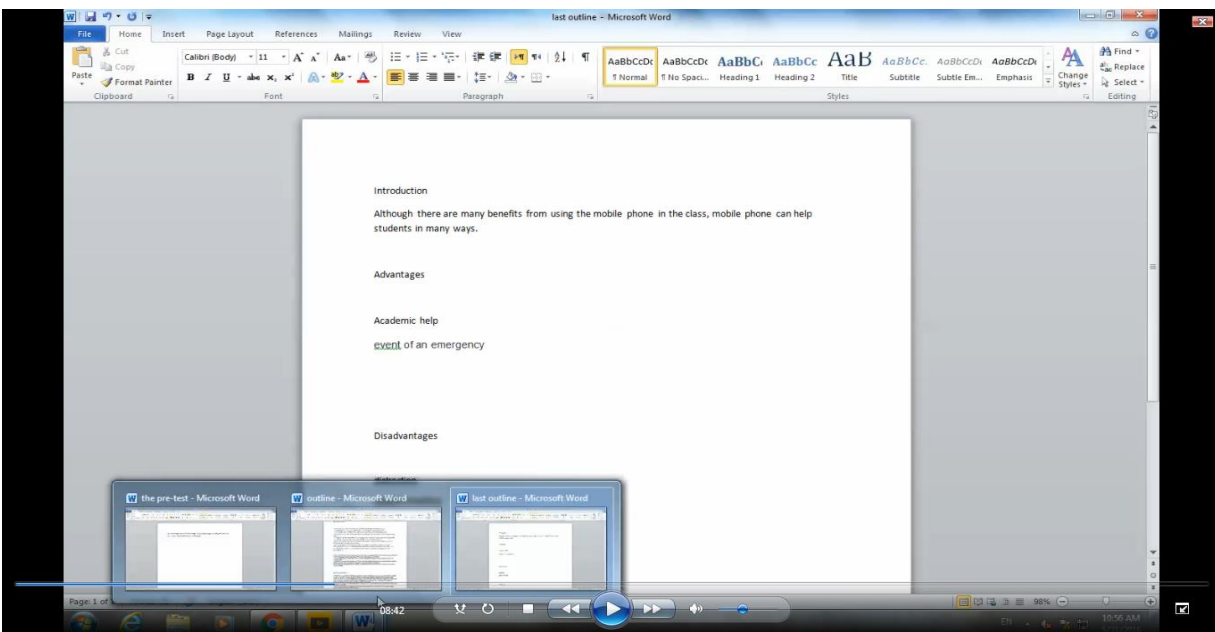 last outline - Microsoft Word
File Home Insert Page Layout References Mailings Review View
Cut
Copy
Paste
Format Painter
Clipboard
Calibri (Body) 11
Font
Paragraph
AaBbCcDc AaBbCcDc AaBbC AaBbCc AaB AaBbCc. AaBbCcDc AaBbCcDc
¶ Normal ¶ No Spaci... Heading 1 Heading 2 Title Subtitle Subtle Em... Emphasis
Change
Styles
Styles
Find
Replace
Select
Editing
Introduction
Although there are many benefits from using the mobile phone in the class, mobile phone can help
students in many ways.
Advantages
Academic help
event of an emergency
Disadvantages
the pre-test - Microsoft Word
outline - Microsoft Word
last outline - Microsoft Word
Page: 1 of
98%
08:42
EN
10:56 AM